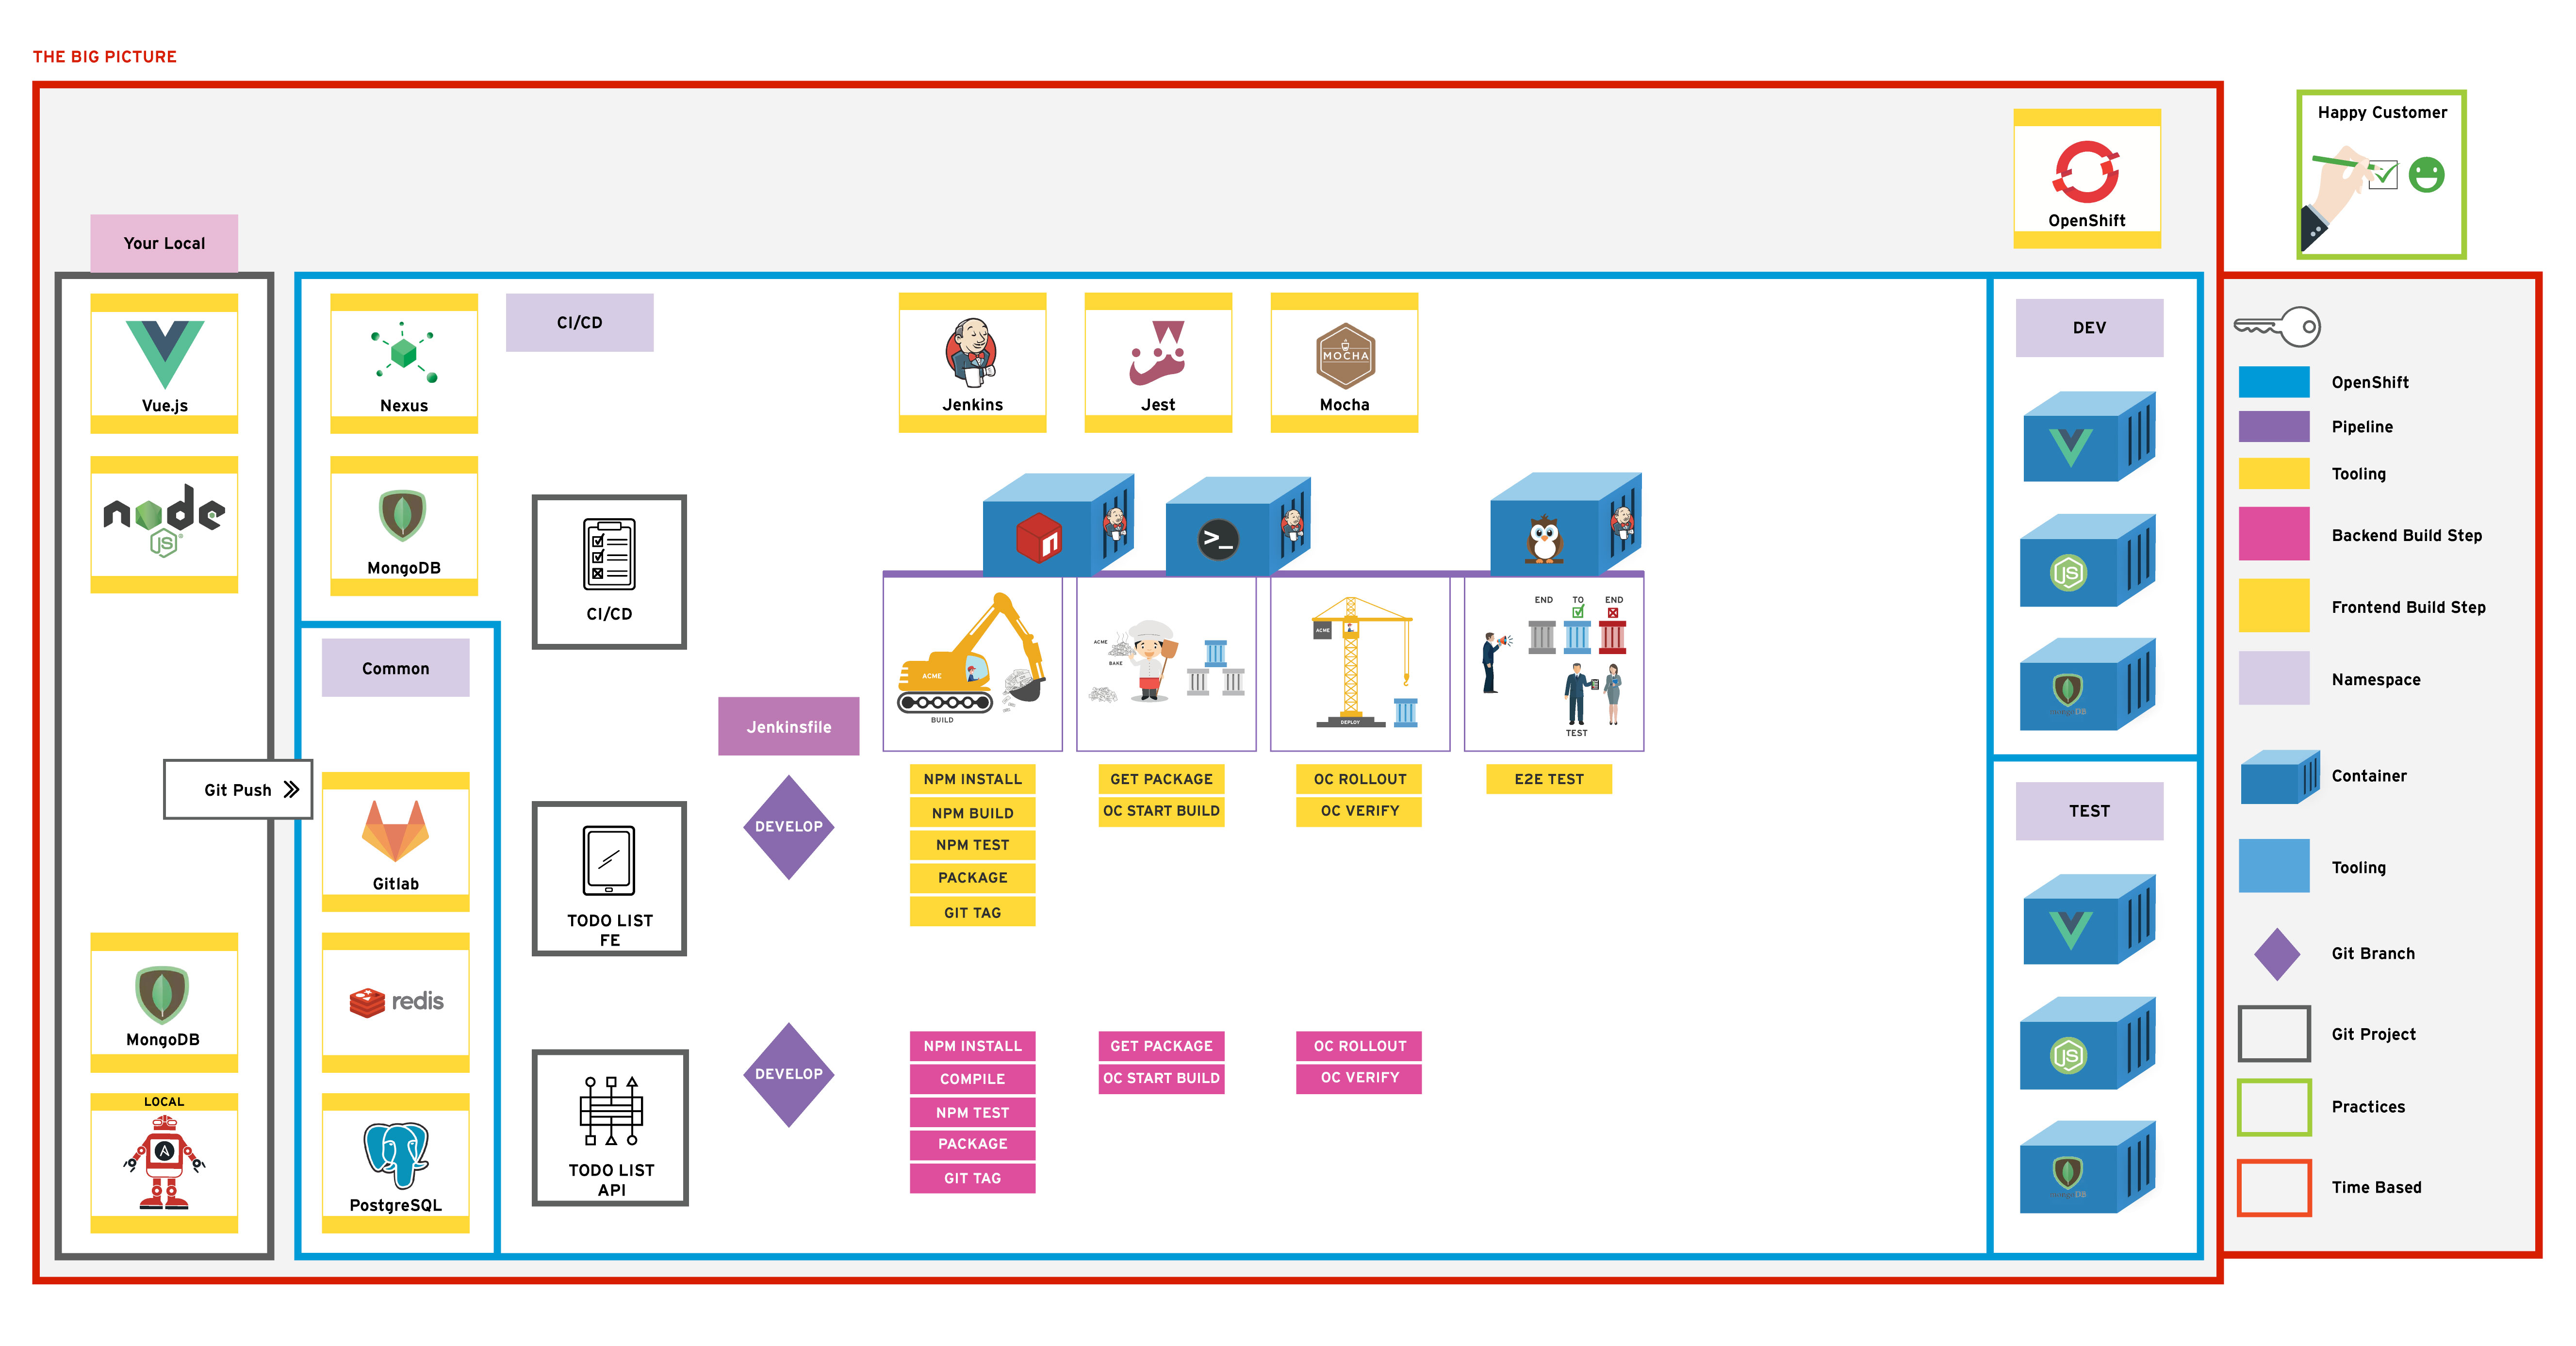 THE BIG PICTURE
Happy Customer
OpenShift
Your Local
Vue.js
node
JS
MongoDB
LOCAL
A
Git Push
Nexus
MongoDB
CI/CD
Common
Gitlab
redis
PostgreSQL
CI/CD
TODO LIST
FE
TODO LIST
API
Jenkins
Jest
MOCHA
Mocha
n
>_
Jenkinsfile
ACME
BUILD
ACME
BAKE
ACME
DEPLOY
END TO END
TEST
DEVELOP
NPM INSTALL
NPM BUILD
NPM TEST
PACKAGE
GIT TAG
GET PACKAGE
OC START BUILD
OC ROLLOUT
OC VERIFY
E2E TEST
DEVELOP
NPM INSTALL
COMPILE
NPM TEST
PACKAGE
GIT TAG
GET PACKAGE
OC START BUILD
OC ROLLOUT
OC VERIFY
DEV
JS
TEST
JS
OpenShift
Pipeline
Tooling
Backend Build Step
Frontend Build Step
Namespace
Container
Tooling
Git Branch
Git Project
Practices
Time Based